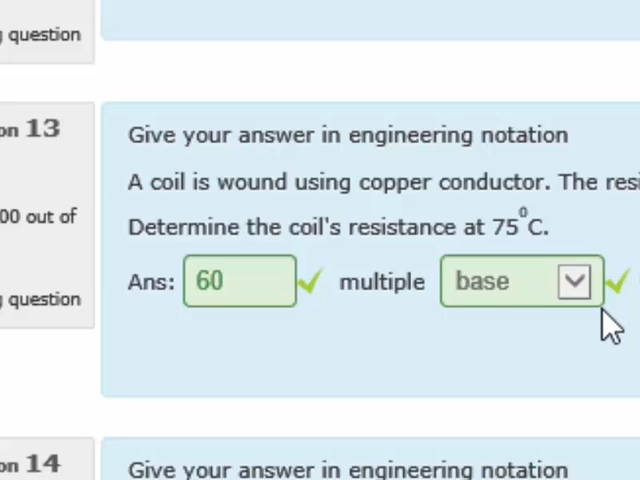 question
on 13
Give your answer in engineering notation
A coil is wound using copper conductor. The
00 out of
Determine the coil's resistance at 75°C.
Ans: 60 multiple base
question
on 14
Give your answer in engineering notation